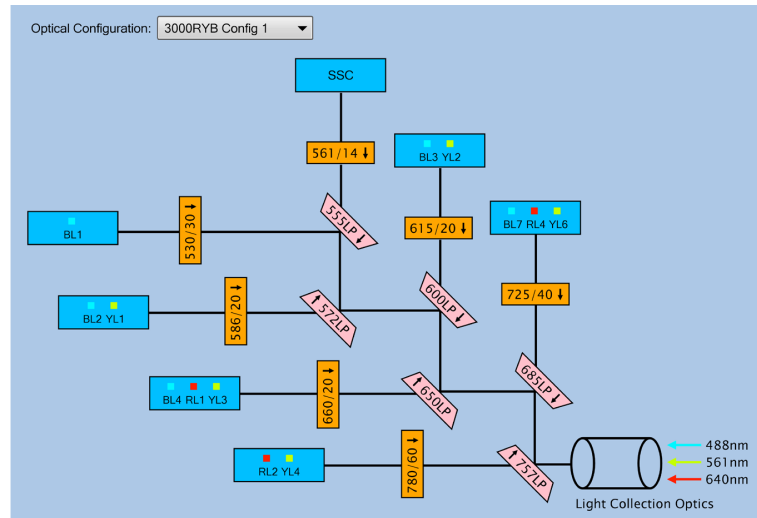 Optical Configuration: 3000RYB Config 1
SSC
561/14
BL3 YL2
555LP
BL7 RL4 YL6
530/30
BL1
615/20
586/20
572LP
600LP
725/40
BL2 YL1
660/20
650LP
685LP
BL4 RL1 YL3
780/60
757LP
RL2 YL4
488nm
561nm
640nm
Light Collection Optics